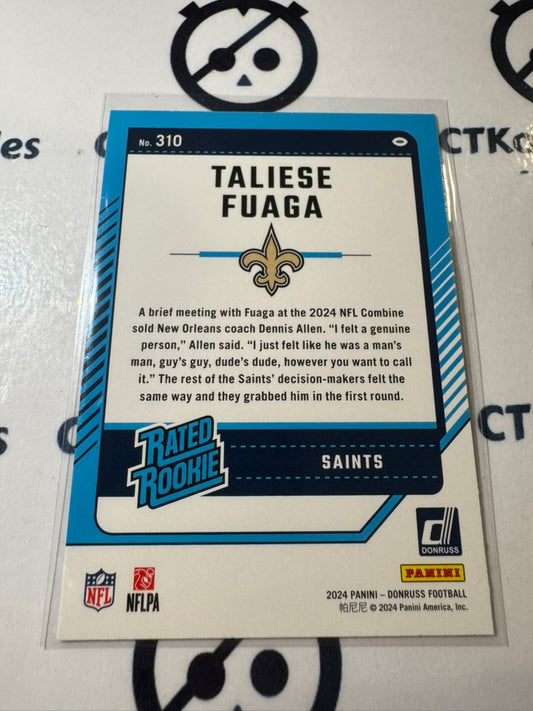 CTKo
les
No. 310
TALIESE
FUAGA
A brief meeting with Fuaga at the 2024 NFL Combine
sold New Orleans coach Dennis Allen. “I felt a genuine
person,” Allen said. “I just felt like he was a man’s
man, guy’s guy, dude’s dude, however you want to call
it.” The rest of the Saints’ decision-makers felt the
same way and they grabbed him in the first round.
RATED
ROOKIE
SAINTS
CTK
d
DONRUSS
PANINI
NFL
NFLPA
2024 PANINI – DONRUSS FOOTBALL
帕尼尼 © 2024 Panini America, Inc.